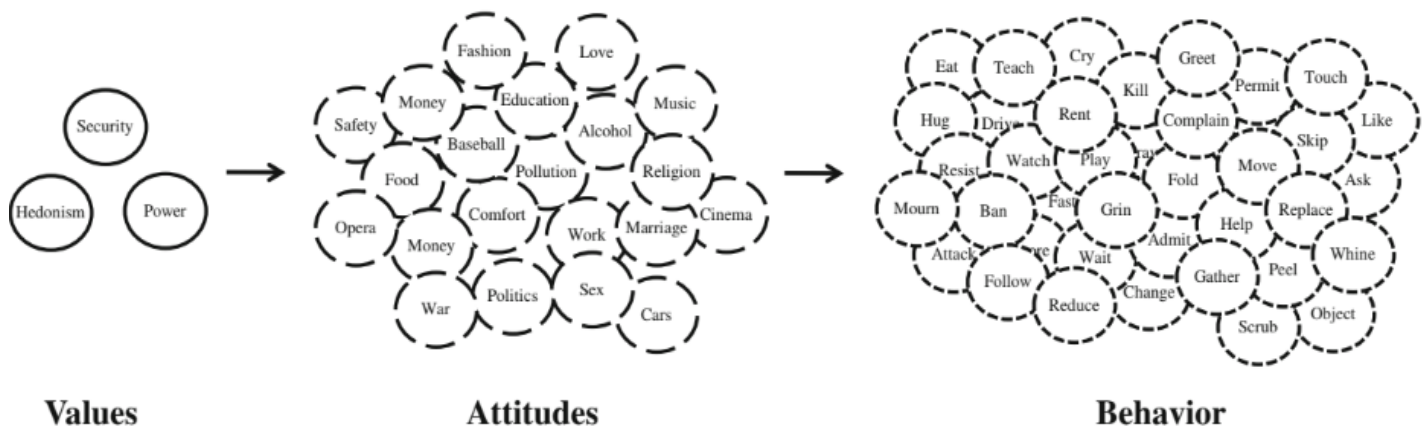 Security
Hedonism
Power
Values
Fashion
Love
Money
Education
Music
Safety
Alcohol
Baseball
Food
Pollution
Religion
Opera
Comfort
Cinema
Money
Work
Marriage
War
Politics
Sex
Cars
Attitudes
Eat
Teach
Cry
Greet
Touch
Kill
Permit
Hug
Rent
Complain
Like
Skip
Resist
Watch
Play
Move
Fold
Ask
Mourn
Ban
Fast
Grin
Help
Replace
Attack
Wait
Admit
Whine
Follow
Gather
Peel
Reduce
Change
Scrub
Object
Behavior